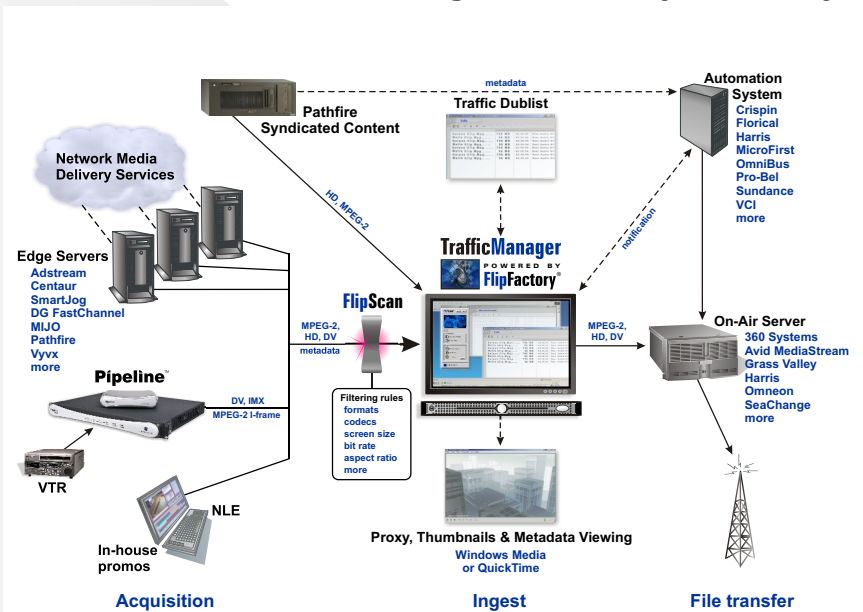 metadata
Automation
System
Crispin
Florical
Harris
MicroFirst
OmniBus
Pro-Bel
Sundance
VCI
more
Pathfire
Syndicated Content
Traffic Dublist
Network Media
Delivery Services
HD, MPEG-2
notification
TrafficManager
POWERED BY
FlipFactory®
Edge Servers
Adstream
Centaur
SmartJog
DG FastChannel
MIJO
Pathfire
Vyvx
more
FlipScan
MPEG-2,
HD, DV
metadata
MPEG-2,
HD, DV
On-Air Server
360 Systems
Avid MediaStream
Grass Valley
Harris
Omneon
SeaChange
more
Pipeline™
DV, IMX
MPEG-2 I-frame
Filtering rules
formats
codecs
screen size
bit rate
aspect ratio
more
VTR
NLE
In-house
promos
Proxy, Thumbnails & Metadata Viewing
Windows Media
or QuickTime
Acquisition
Ingest
File transfer